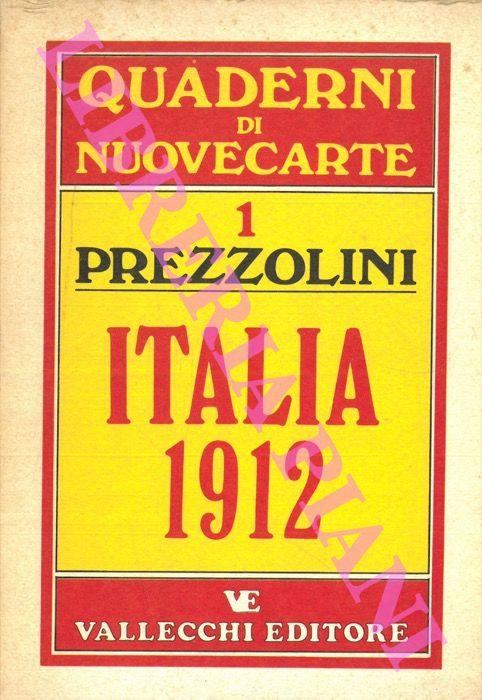 QUADERNI
DI
NUOVECARTE
1
PREZZOLINI
ITALIA
1912
VE
VALLECCHI EDITORE
LIBRERIA PIANI